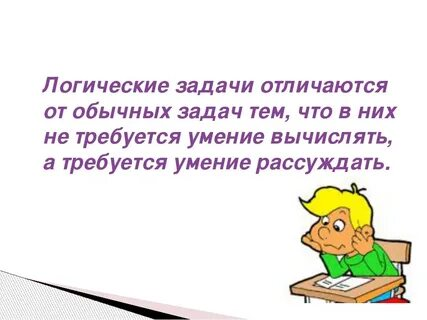 Логические задачи отличаются
от обычных задач тем, что в них
не требуется умение вычислять,
а требуется умение рассуждать.